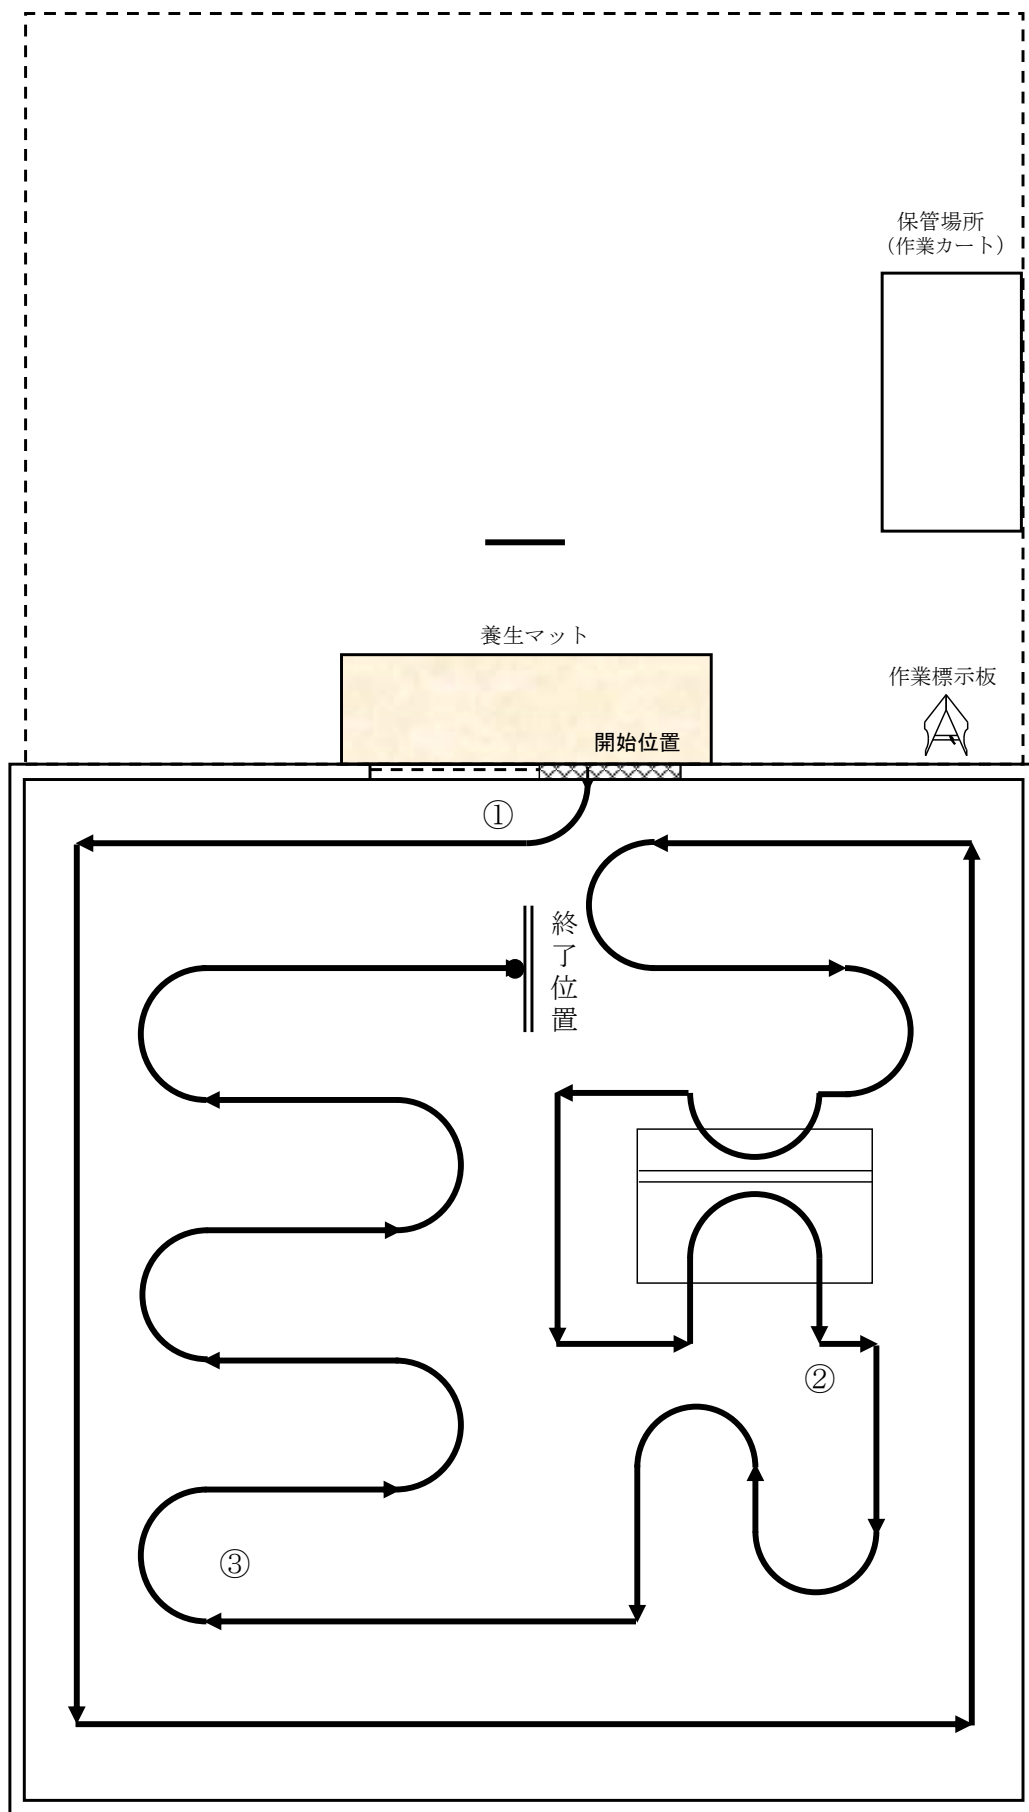 保管場所
（作業カート）
養生マット
作業標示板
開始位置
①
終了位置
②
③